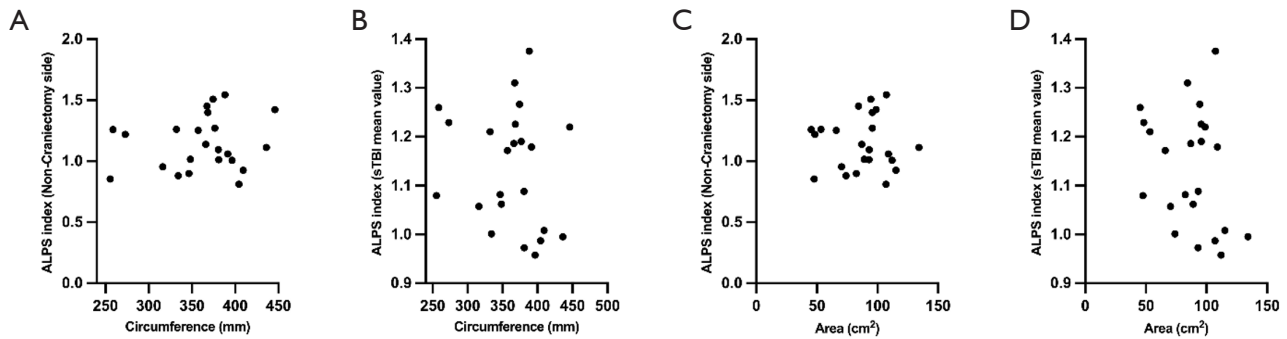 A
ALPS index (Non-Craniectomy side)
2.0
1.5
1.0
0.5
0.0
250 300 350 400 450
Circumference (mm)
B
ALPS index (sTBI mean value)
1.4
1.3
1.2
1.1
1.0
0.9
250 300 350 400 450 500
Circumference (mm)
C
ALPS index (Non-Craniectomy side)
2.0
1.5
1.0
0.5
0.0
0 50 100 150
Area (cm²)
D
ALPS index (sTBI mean value)
1.4
1.3
1.2
1.1
1.0
0.9
0 50 100 150
Area (cm²)